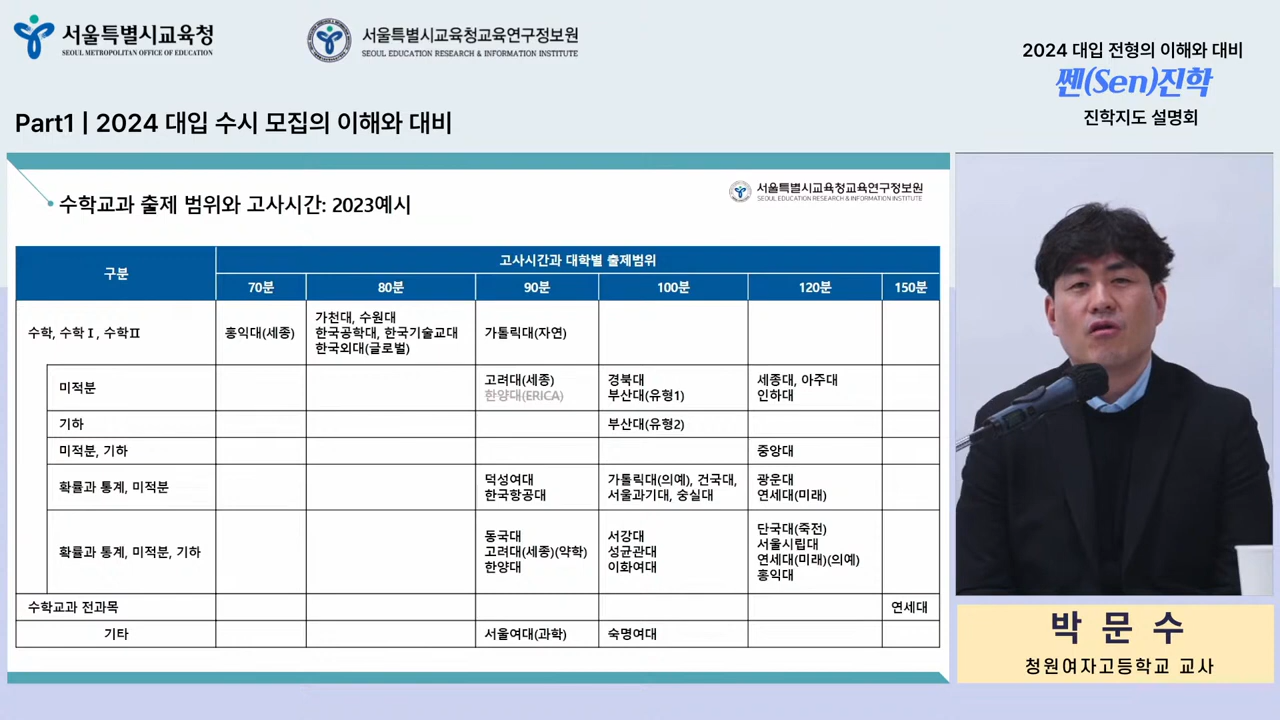 서울특별시교육청
SEOUL METROPOLITAN OFFICE OF EDUCATION
서울특별시교육청교육연구정보원
SEOUL EDUCATION RESEARCH & INFORMATION INSTITUTE
2024 대입 전형의 이해와 대비
쎈(Sen)진학
진학지도 설명회
Part1 | 2024 대입 수시 모집의 이해와 대비
수학교과 출제 범위와 고사시간: 2023예시
서울특별시교육청교육연구정보원
SEOUL EDUCATION RESEARCH & INFORMATION INSTITUTE
구분
고사시간과 대학별 출제범위
70분 80분 90분 100분 120분 150분
수학, 수학Ⅰ, 수학Ⅱ
홍익대(세종)
가천대, 수원대
한국공학대, 한국기술교대
한국외대(글로벌)
가톨릭대(자연)
미적분
고려대(세종)
한양대(ERICA)
경북대
부산대(유형1)
세종대, 아주대
인하대
기하
부산대(유형2)
미적분, 기하
중앙대
확률과 통계, 미적분
덕성여대
한국항공대
가톨릭대(의예), 건국대,
서울과기대, 숭실대
광운대
연세대(미래)
확률과 통계, 미적분, 기하
동국대
고려대(세종)(약학)
한양대
서강대
성균관대
이화여대
단국대(죽전)
서울시립대
연세대(미래)(의예)
홍익대
수학교과 전과목
연세대
기타
서울여대(과학)
숙명여대
박 문 수
청원여자고등학교 교사